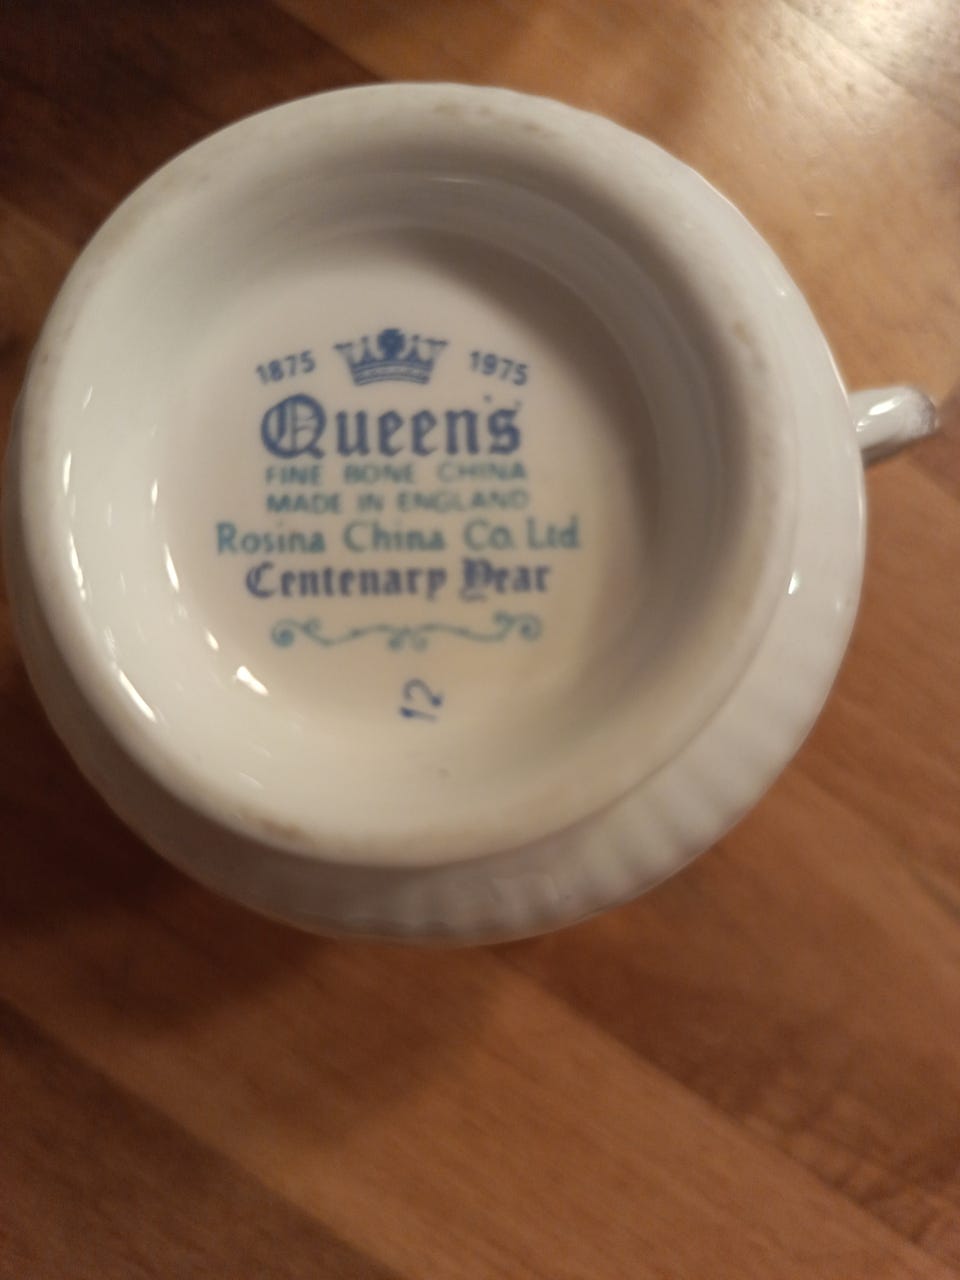 1875 1975
Queen's
FINE BONE CHINA
MADE IN ENGLAND
Rosina China Co. Ltd
Centenary Year
12